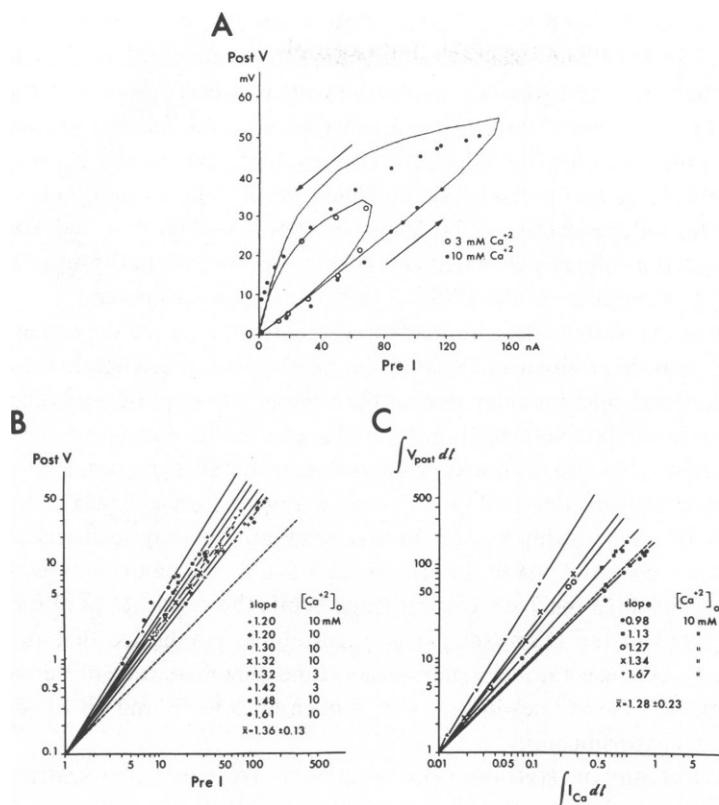 A
Post V
mV
60
50
40
30
20
10
0
0
40
80
120
160
nA
Pre I
○ 3 mM Ca⁺²
• 10 mM Ca⁺²
B
Post V
50
10
5
1
0.5
0.1
1
5
10
50
100
500
Pre I
slope [Ca⁺²]ₒ
1.20 10 mM
1.20 10
1.30 10
1.32 10
1.32 3
1.42 3
1.48 10
1.61 10
x̄=1.36 ±0.13
C
∫V_post dt
500
100
50
10
5
1
0.01
0.05
0.1
0.5
1
5
∫I_Ca dt
slope [Ca⁺²]ₒ
• 0.98 10 mM
• 1.13 "
○ 1.27 "
× 1.34 "
× 1.67 "
x̄=1.28 ±0.23